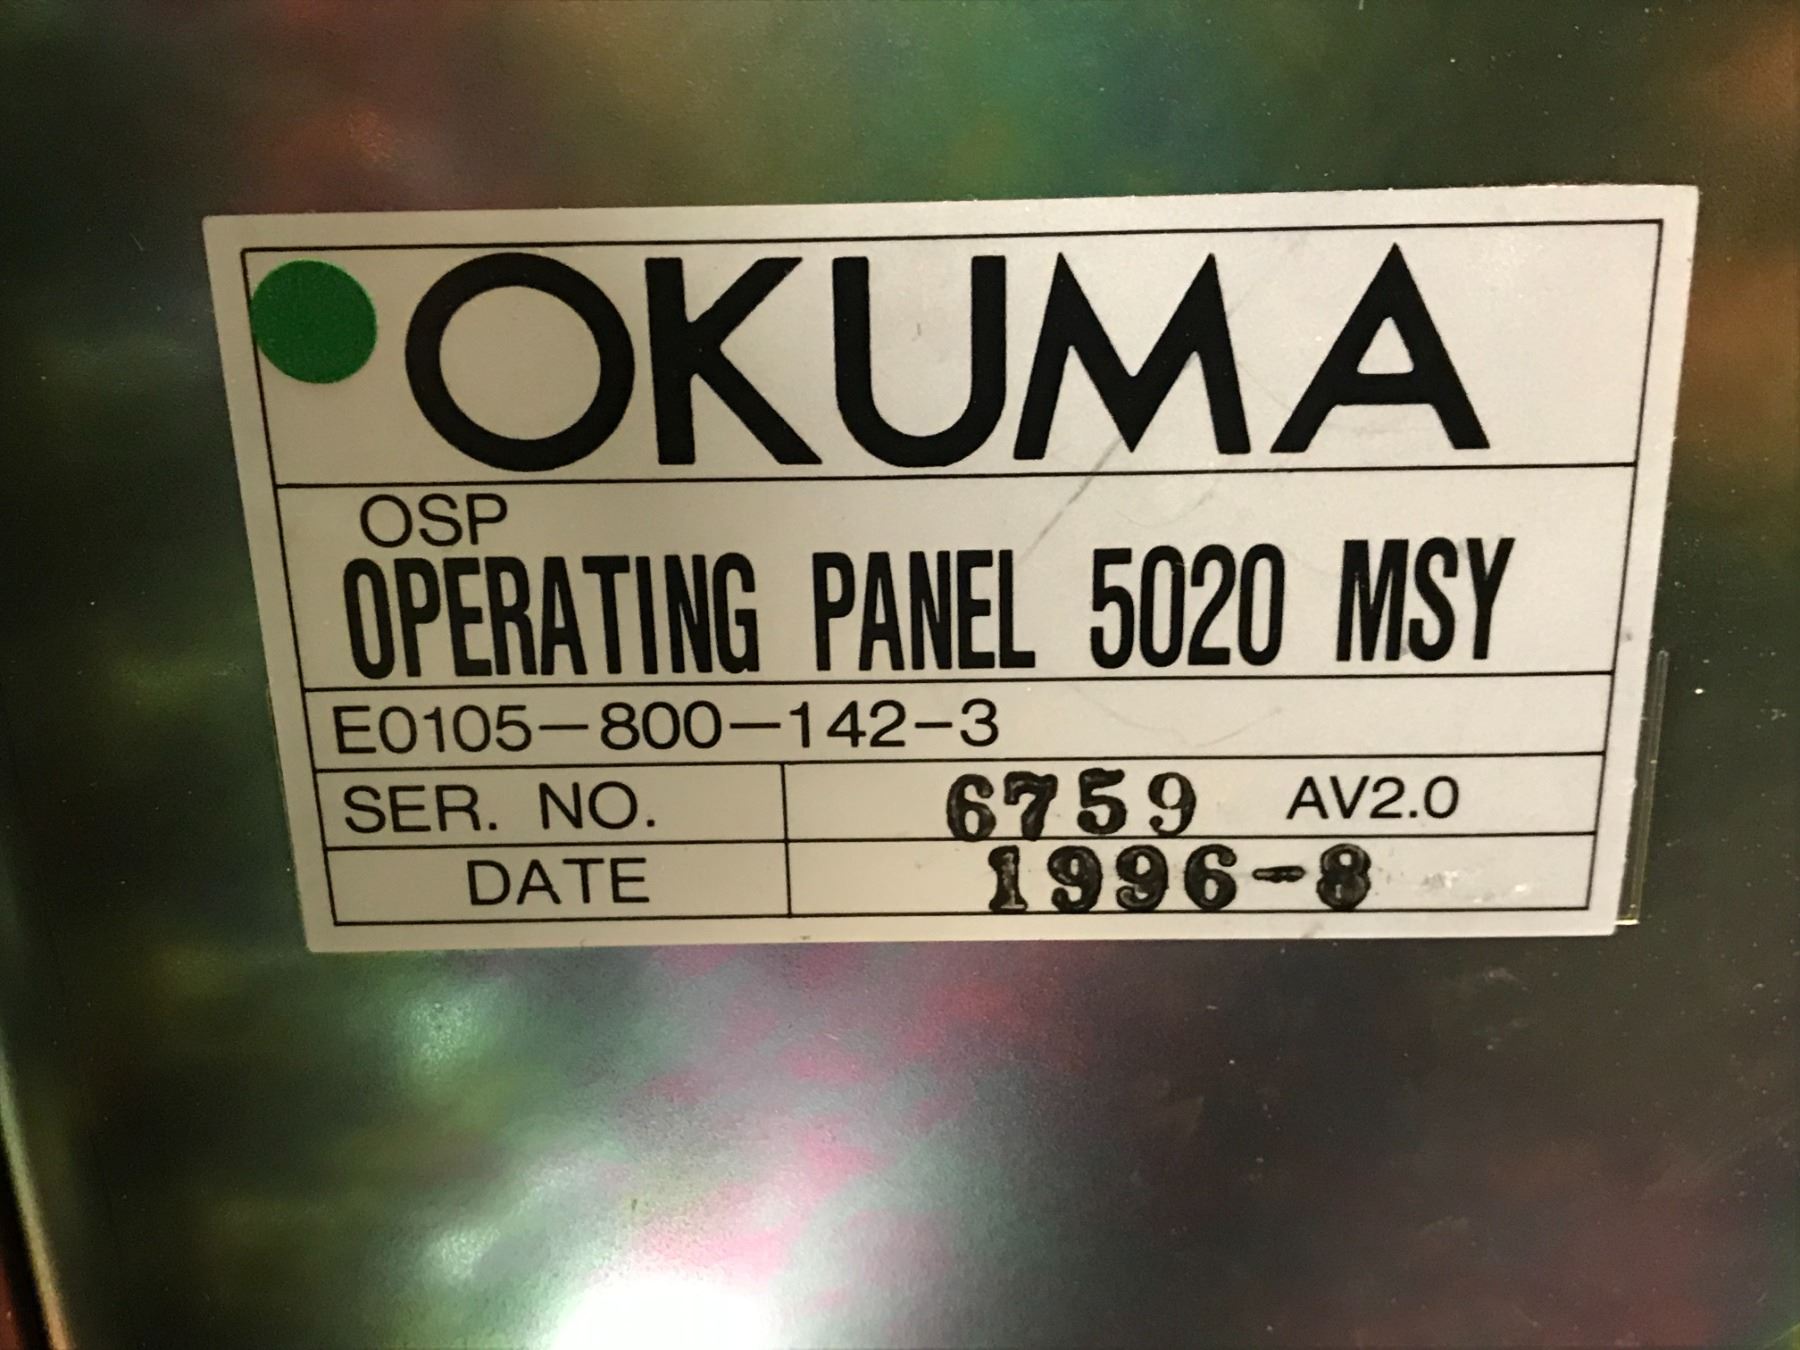 OKUMA
OSP
OPERATING PANEL 5020 MSY
E0105-800-142-3
SER. NO. 6759 AV2.0
DATE 1996-8